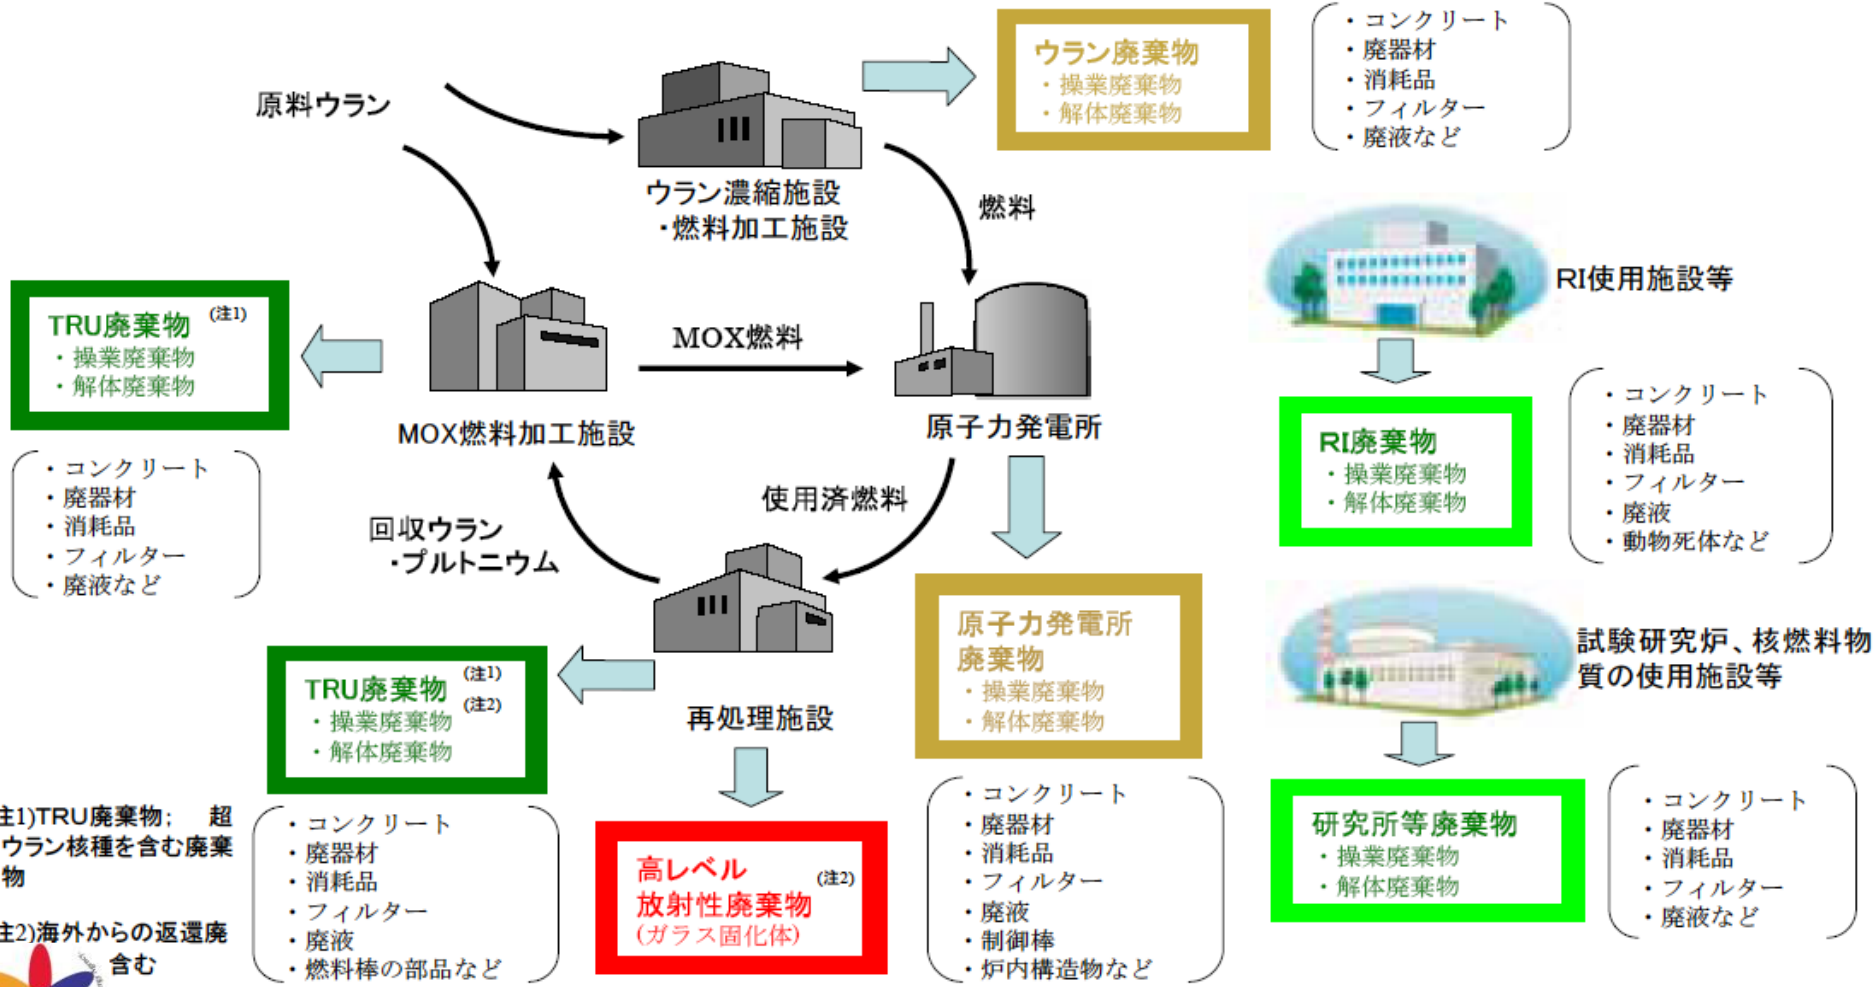 原料ウラン
ウラン濃縮施設
・燃料加工施設
ウラン廃棄物
・操業廃棄物
・解体廃棄物
・コンクリート
・廃器材
・消耗品
・フィルター
・廃液など
燃料
RI使用施設等
TRU廃棄物 (注1)
・操業廃棄物
・解体廃棄物
・コンクリート
・廃器材
・消耗品
・フィルター
・廃液など
MOX燃料加工施設
MOX燃料
原子力発電所
使用済燃料
回収ウラン
・プルトニウム
RI廃棄物
・操業廃棄物
・解体廃棄物
・コンクリート
・廃器材
・消耗品
・フィルター
・廃液
・動物死体など
原子力発電所
廃棄物
・操業廃棄物
・解体廃棄物
・コンクリート
・廃器材
・消耗品
・フィルター
・廃液
・制御棒
・炉内構造物など
再処理施設
TRU廃棄物 (注1)
(注2)
・操業廃棄物
・解体廃棄物
・コンクリート
・廃器材
・消耗品
・フィルター
・廃液
・燃料棒の部品など
高レベル
放射性廃棄物 (注2)
(ガラス固化体)
試験研究炉、核燃料物
質の使用施設等
研究所等廃棄物
・操業廃棄物
・解体廃棄物
・コンクリート
・廃器材
・消耗品
・フィルター
・廃液など
注1)TRU廃棄物; 超
ウラン核種を含む廃棄
物
注2)海外からの返還廃
含む